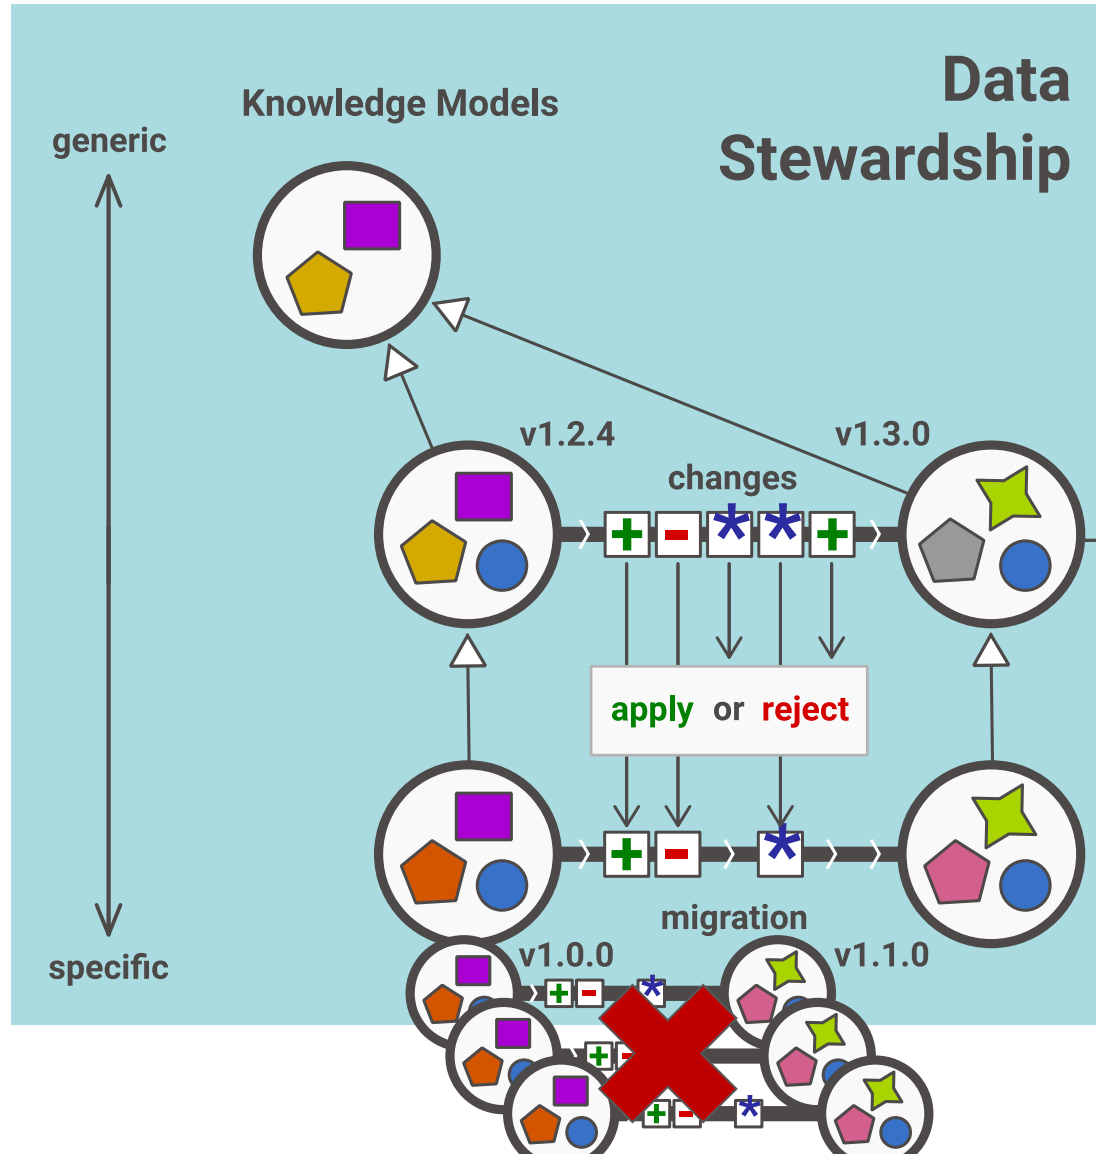 Data
Stewardship
Knowledge Models
generic
v1.2.4
v1.3.0
changes
+ - * * +
apply or reject
+ - *
migration
specific
v1.0.0
v1.1.0
+ - *
+ -
+ - *